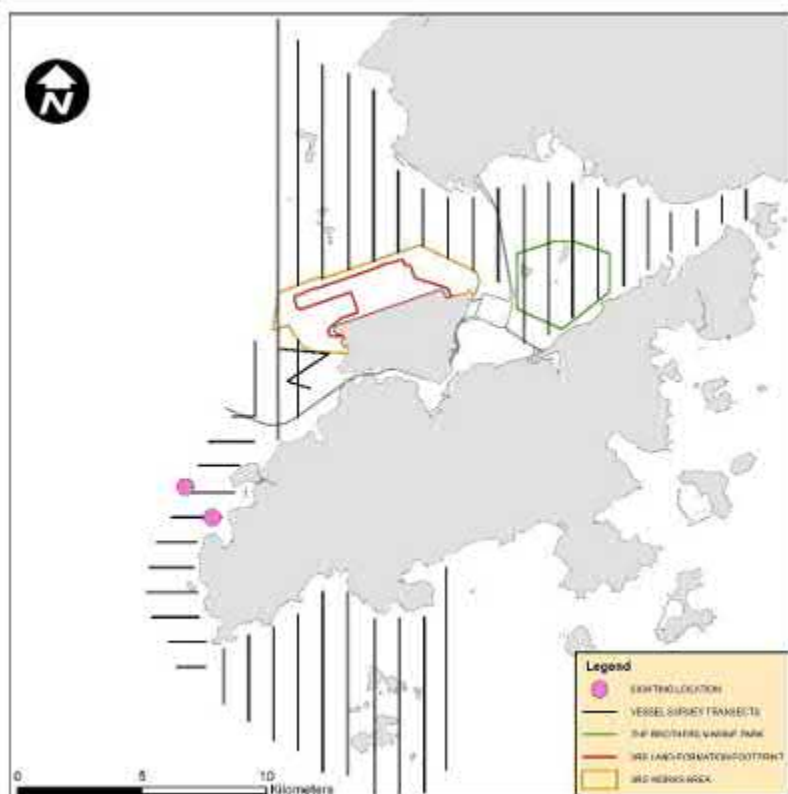 N
Legend
SIGHTING LOCATION
VESSEL SURVEY TRANSECTS
THE BROTHERS MARINE PARK
3RS LAND-FORMATION FOOTPRINT
3RS WORKS AREA
0 5 10
Kilometers